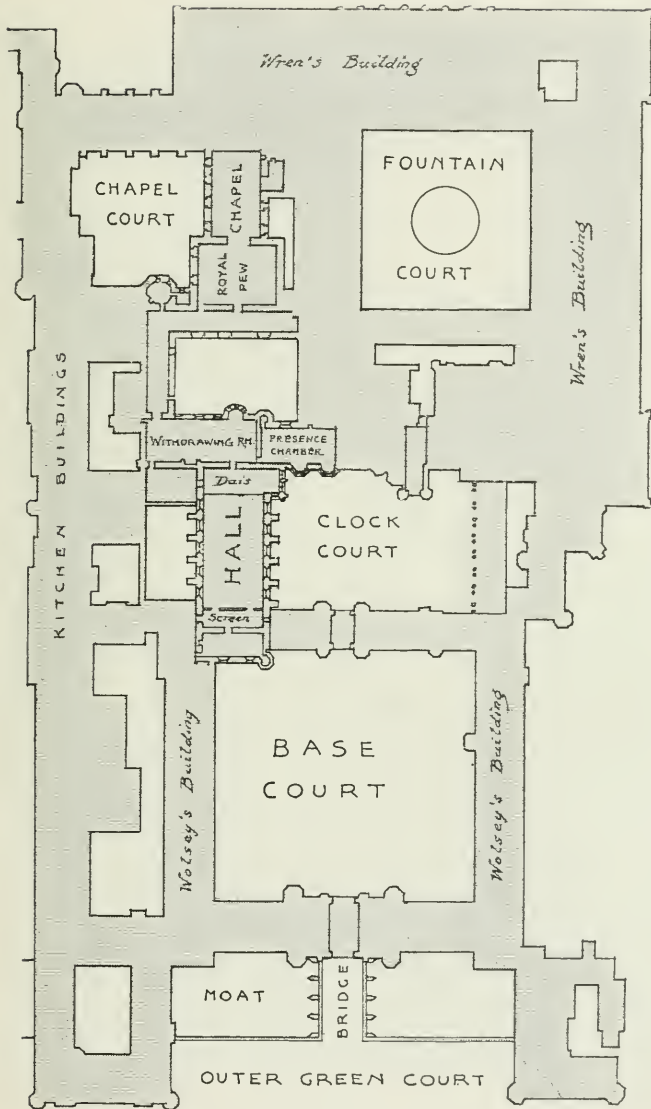 Wren's Building
FOUNTAIN
COURT
CHAPEL
COURT
CHAPEL
ROYAL
PEW
Wren's Building
KITCHEN BUILDINGS
WITHDRAWING RM.
PRESENCE
CHAMBER
Dais
HALL
CLOCK
COURT
Screen
Wolsey's Building
BASE
COURT
Wolsey's Building
MOAT
BRIDGE
OUTER GREEN COURT